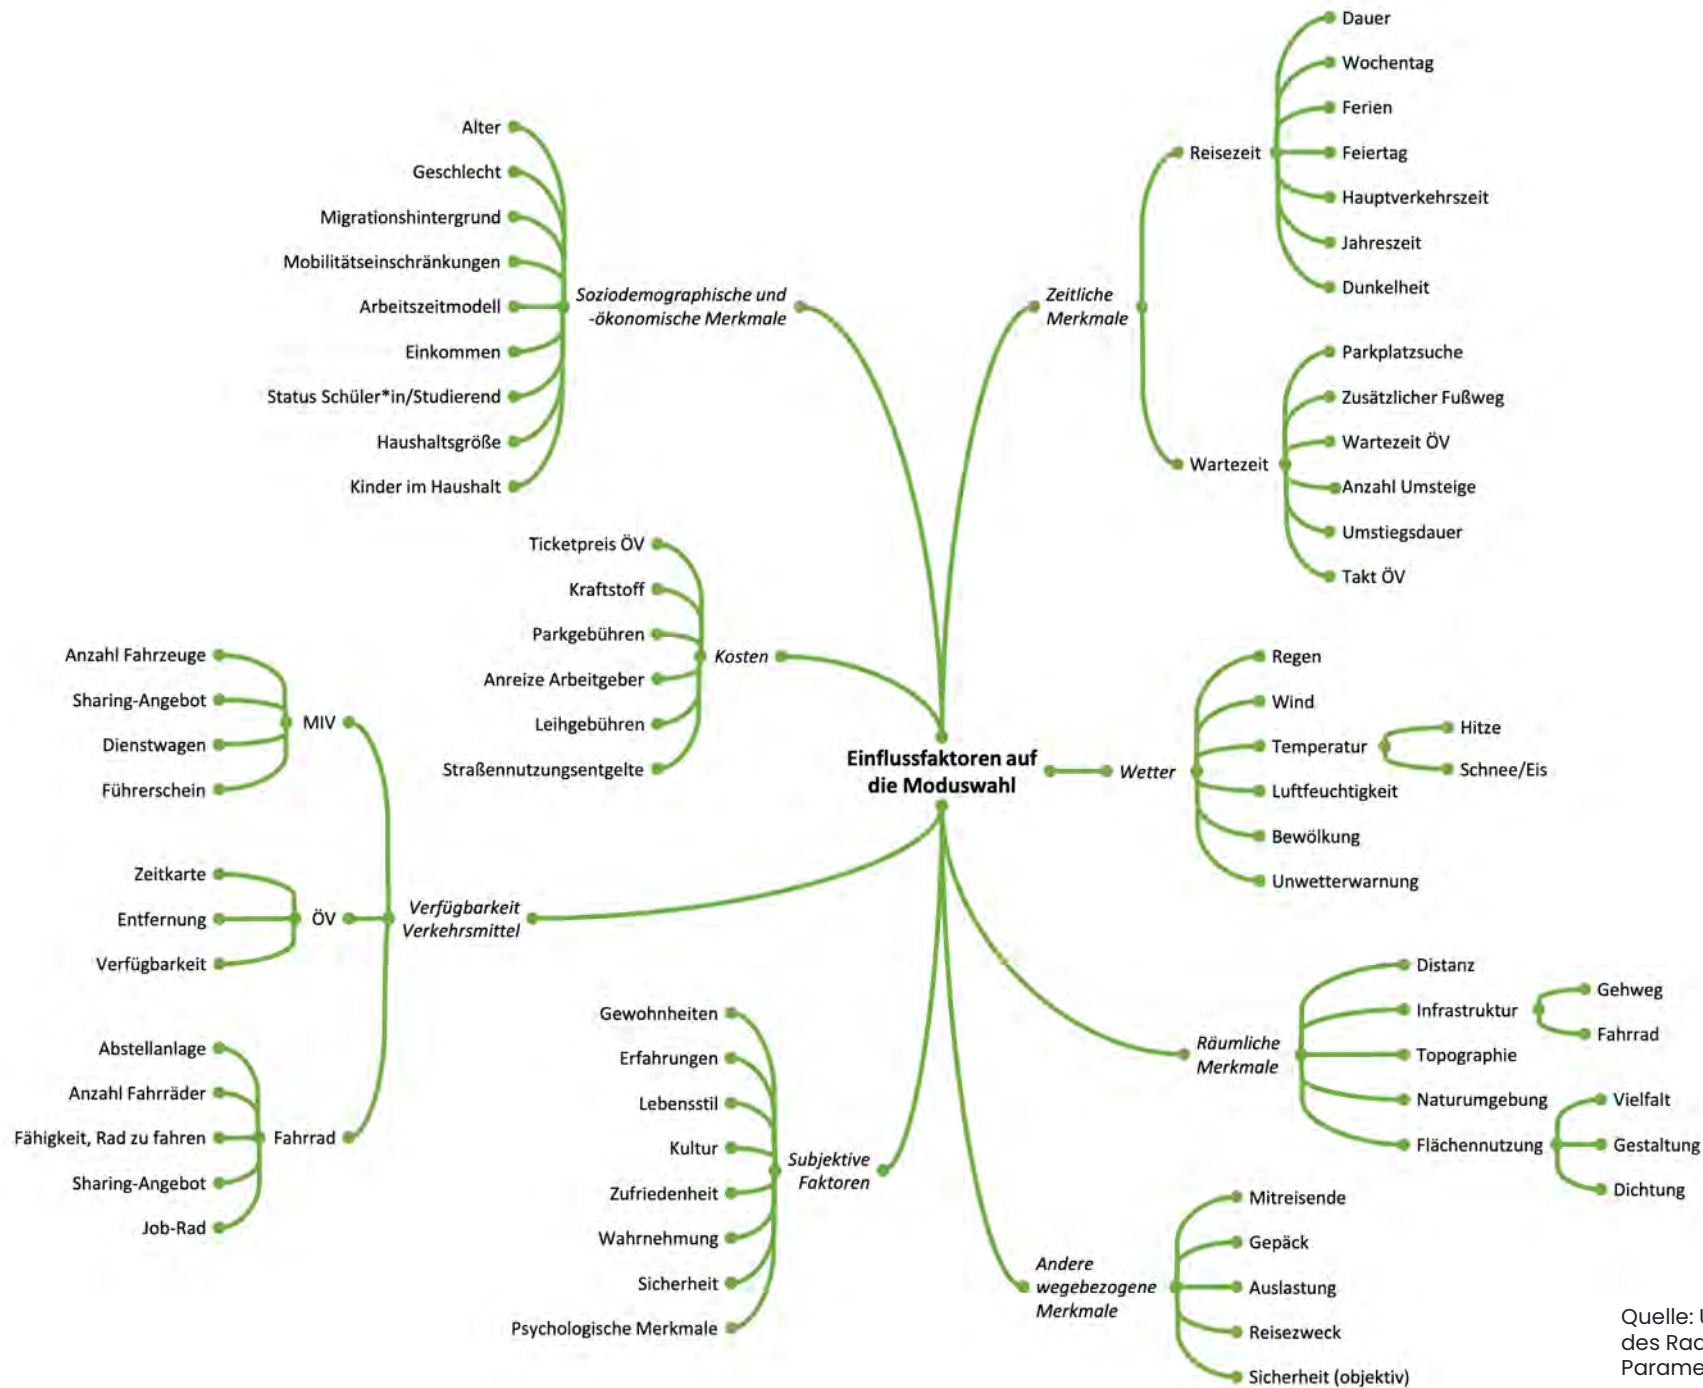 Einflussfaktoren auf
die Moduswahl
Soziodemographische und
-ökonomische Merkmale
Alter
Geschlecht
Migrationshintergrund
Mobilitätseinschränkungen
Arbeitszeitmodell
Einkommen
Status Schüler*in/Studierend
Haushaltsgröße
Kinder im Haushalt
Kosten
Ticketpreis ÖV
Kraftstoff
Parkgebühren
Anreize Arbeitgeber
Leihgebühren
Straßennutzungsentgelte
Verfügbarkeit
Verkehrsmittel
MIV
Anzahl Fahrzeuge
Sharing-Angebot
Dienstwagen
Führerschein
ÖV
Zeitkarte
Entfernung
Verfügbarkeit
Fahrrad
Abstellanlage
Anzahl Fahrräder
Fähigkeit, Rad zu fahren
Sharing-Angebot
Job-Rad
Subjektive
Faktoren
Gewohnheiten
Erfahrungen
Lebensstil
Kultur
Zufriedenheit
Wahrnehmung
Sicherheit
Psychologische Merkmale
Zeitliche
Merkmale
Reisezeit
Dauer
Wochentag
Ferien
Feiertag
Hauptverkehrszeit
Jahreszeit
Dunkelheit
Wartezeit
Parkplatzsuche
Zusätzlicher Fußweg
Wartezeit ÖV
Anzahl Umsteige
Umstiegsdauer
Takt ÖV
Wetter
Regen
Wind
Temperatur
Hitze
Schnee/Eis
Luftfeuchtigkeit
Bewölkung
Unwetterwarnung
Räumliche
Merkmale
Distanz
Infrastruktur
Gehweg
Fahrrad
Topographie
Naturumgebung
Flächennutzung
Vielfalt
Gestaltung
Dichtung
Andere
wegebezogene
Merkmale
Mitreisende
Gepäck
Auslastung
Reisezweck
Sicherheit (objektiv)
Quelle:
des